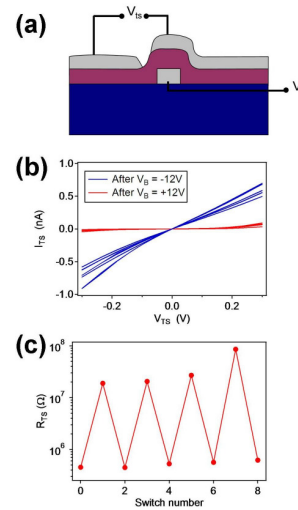 (a)
V_ts
V
(b)
After V_B = -12V
After V_B = +12V
1.0
0.5
0.0
-0.5
-1.0
I_TS (nA)
-0.2
0.0
0.2
V_TS (V)
(c)
10^8
10^7
10^6
R_TS (Ω)
0
2
4
6
8
Switch number